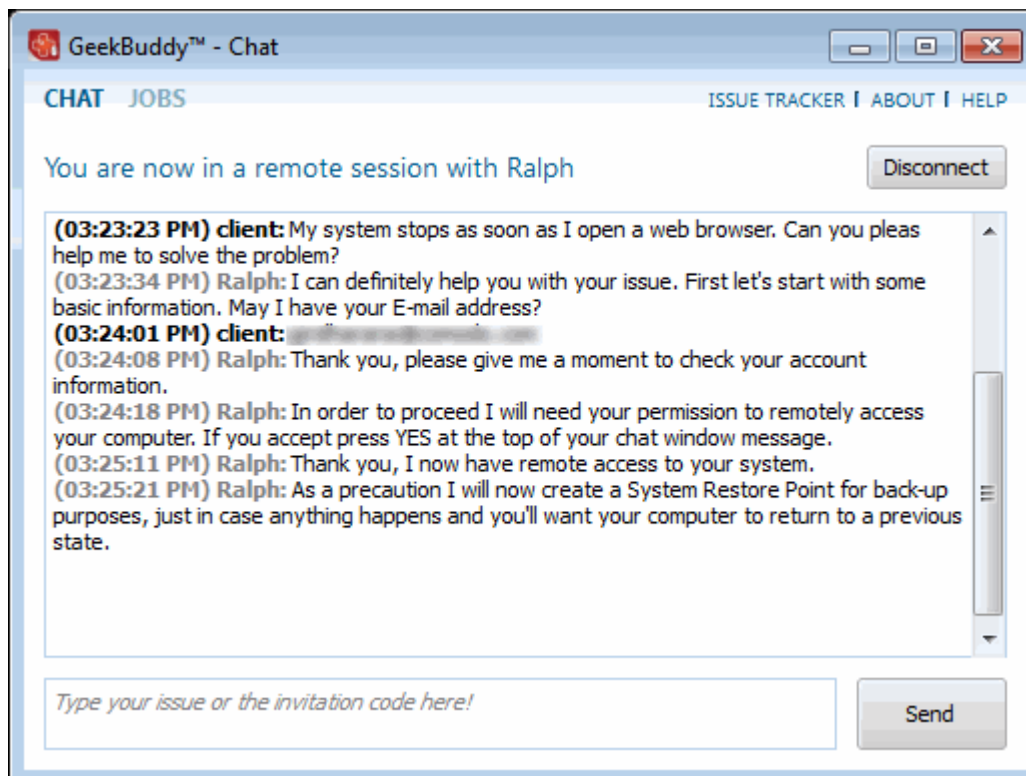 GeekBuddy™ - Chat
CHAT JOBS
ISSUE TRACKER | ABOUT | HELP
You are now in a remote session with Ralph
Disconnect
(03:23:23 PM) client: My system stops as soon as I open a web browser. Can you pleas
help me to solve the problem?
(03:23:34 PM) Ralph: I can definitely help you with your issue. First let's start with some
basic information. May I have your E-mail address?
(03:24:01 PM) client:
(03:24:08 PM) Ralph: Thank you, please give me a moment to check your account
information.
(03:24:18 PM) Ralph: In order to proceed I will need your permission to remotely access
your computer. If you accept press YES at the top of your chat window message.
(03:25:11 PM) Ralph: Thank you, I now have remote access to your system.
(03:25:21 PM) Ralph: As a precaution I will now create a System Restore Point for back-up
purposes, just in case anything happens and you'll want your computer to return to a previous
state.
Type your issue or the invitation code here!
Send